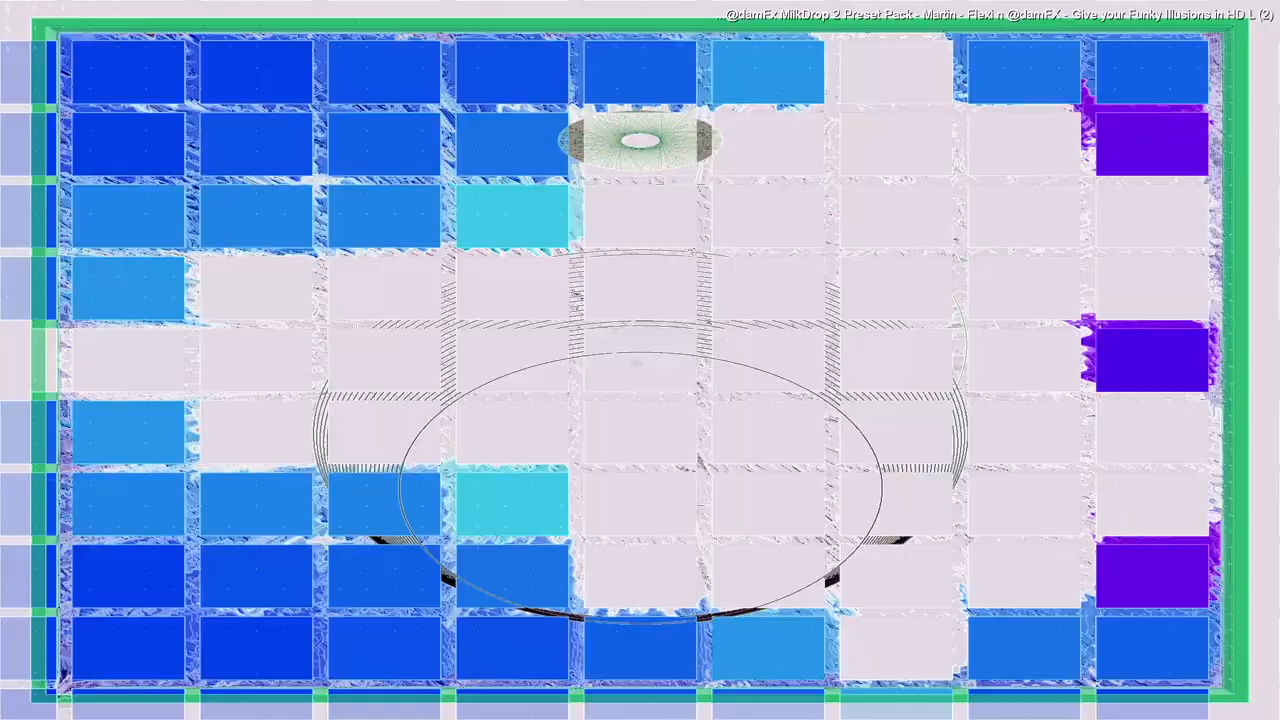 ...@damFx MilkDrop 2 Preset Pack - Martin - Flexi n @damFX - Give your Funky Illusions in HD L (2)